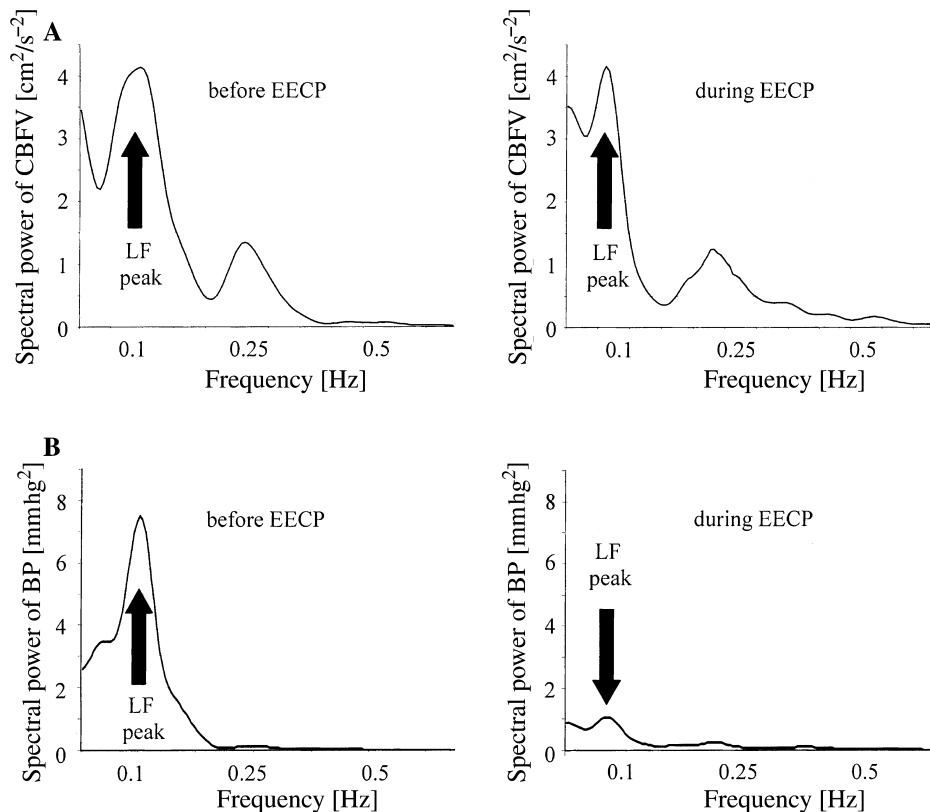 A
Spectral power of CBFV [cm²/s⁻²]
4
3
2
1
0
before EECP
LF
peak
0.1
0.25
0.5
Frequency [Hz]
Spectral power of CBFV [cm²/s⁻²]
4
3
2
1
0
during EECP
LF
peak
0.1
0.25
0.5
Frequency [Hz]
B
Spectral power of BP [mmhg²]
8
6
4
2
0
before EECP
LF
peak
0.1
0.25
0.5
Frequency [Hz]
Spectral power of BP [mmhg²]
8
6
4
2
0
during EECP
LF
peak
0.1
0.25
0.5
Frequency [Hz]